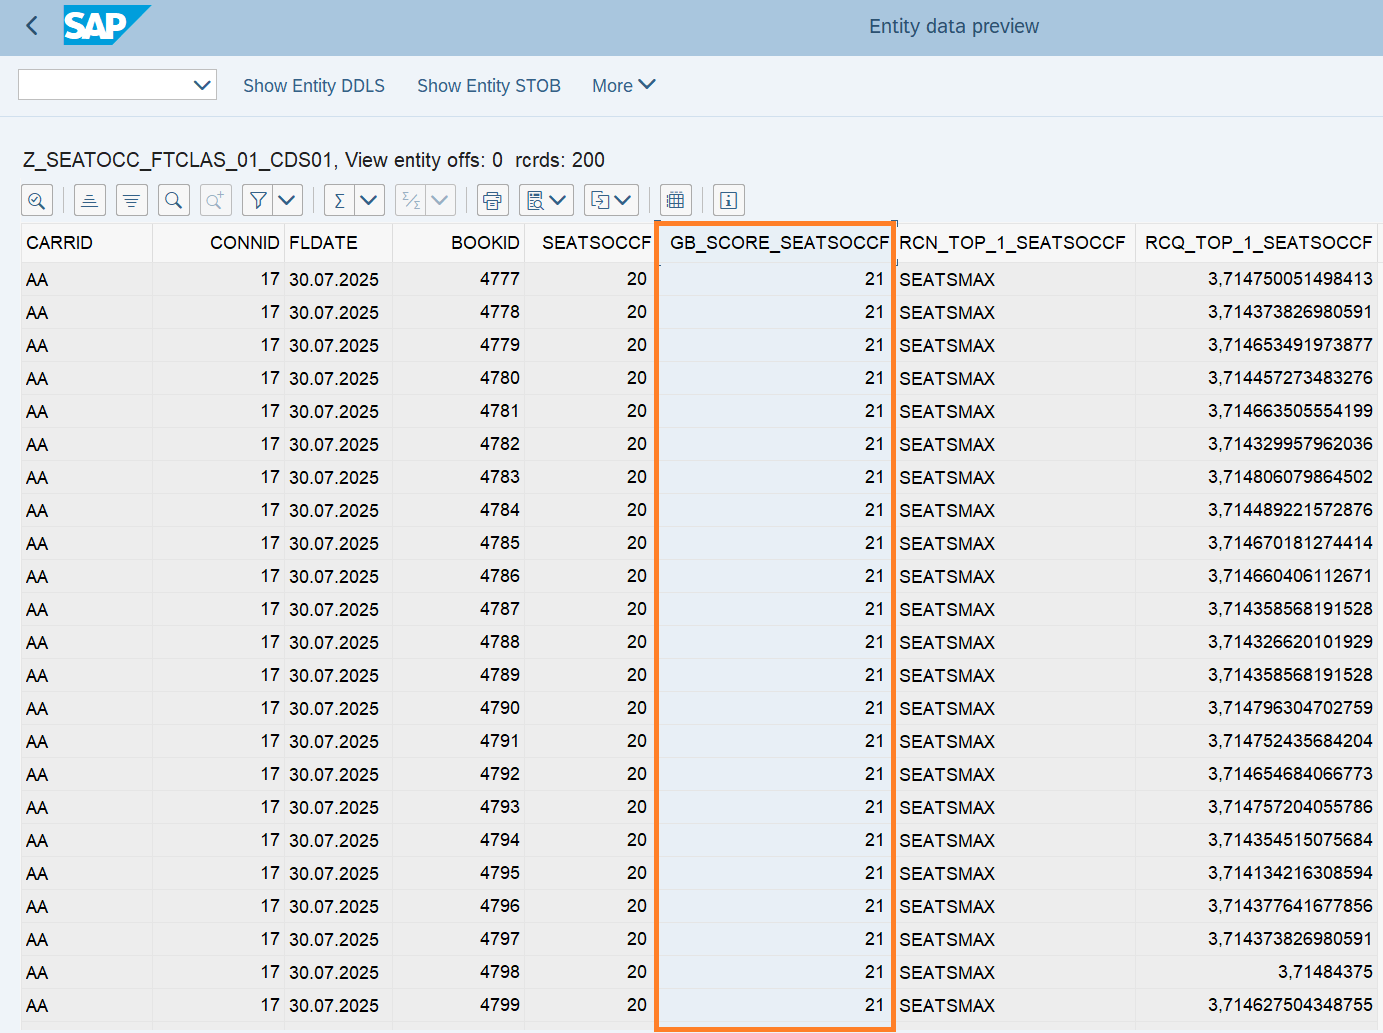 SAP
Entity data preview
Show Entity DDLS Show Entity STOB More
Z_SEATOCC_FTCLAS_01_CDS01, View entity offs: 0 rcrds: 200
CARRID CONNID FLDATE BOOKID SEATSOCCF GB_SCORE_SEATSOCCF RCN_TOP_1_SEATSOCCF RCQ_TOP_1_SEATSOCCF
AA 17 30.07.2025 4777 20 21 SEATSMAX 3,714750051498413
AA 17 30.07.2025 4778 20 21 SEATSMAX 3,714373826980591
AA 17 30.07.2025 4779 20 21 SEATSMAX 3,714653491973877
AA 17 30.07.2025 4780 20 21 SEATSMAX 3,714457273483276
AA 17 30.07.2025 4781 20 21 SEATSMAX 3,714663505554199
AA 17 30.07.2025 4782 20 21 SEATSMAX 3,714329957962036
AA 17 30.07.2025 4783 20 21 SEATSMAX 3,714806079864502
AA 17 30.07.2025 4784 20 21 SEATSMAX 3,714489221572876
AA 17 30.07.2025 4785 20 21 SEATSMAX 3,714670181274414
AA 17 30.07.2025 4786 20 21 SEATSMAX 3,714660406112671
AA 17 30.07.2025 4787 20 21 SEATSMAX 3,714358568191528
AA 17 30.07.2025 4788 20 21 SEATSMAX 3,714326620101929
AA 17 30.07.2025 4789 20 21 SEATSMAX 3,714358568191528
AA 17 30.07.2025 4790 20 21 SEATSMAX 3,714796304702759
AA 17 30.07.2025 4791 20 21 SEATSMAX 3,714752435684204
AA 17 30.07.2025 4792 20 21 SEATSMAX 3,714654684066773
AA 17 30.07.2025 4793 20 21 SEATSMAX 3,714757204055786
AA 17 30.07.2025 4794 20 21 SEATSMAX 3,714354515075684
AA 17 30.07.2025 4795 20 21 SEATSMAX 3,714134216308594
AA 17 30.07.2025 4796 20 21 SEATSMAX 3,714377641677856
AA 17 30.07.2025 4797 20 21 SEATSMAX 3,714373826980591
AA 17 30.07.2025 4798 20 21 SEATSMAX 3,71484375
AA 17 30.07.2025 4799 20 21 SEATSMAX 3,714627504348755